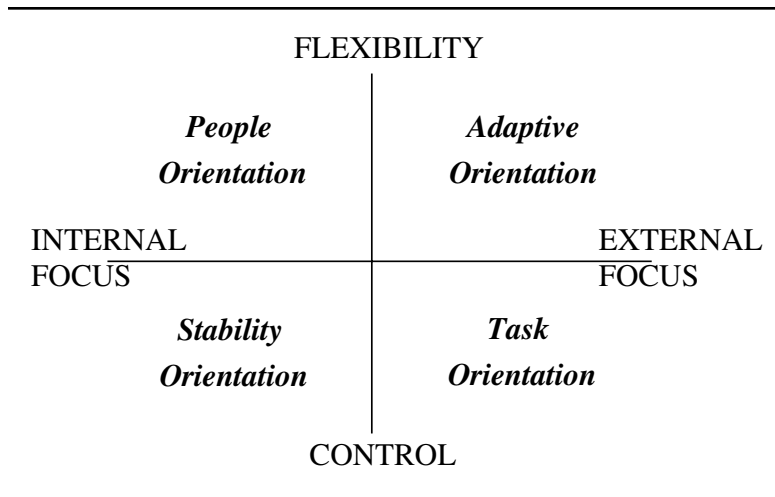 FLEXIBILITY
People
Orientation
Adaptive
Orientation
INTERNAL
FOCUS
EXTERNAL
FOCUS
Stability
Orientation
Task
Orientation
CONTROL